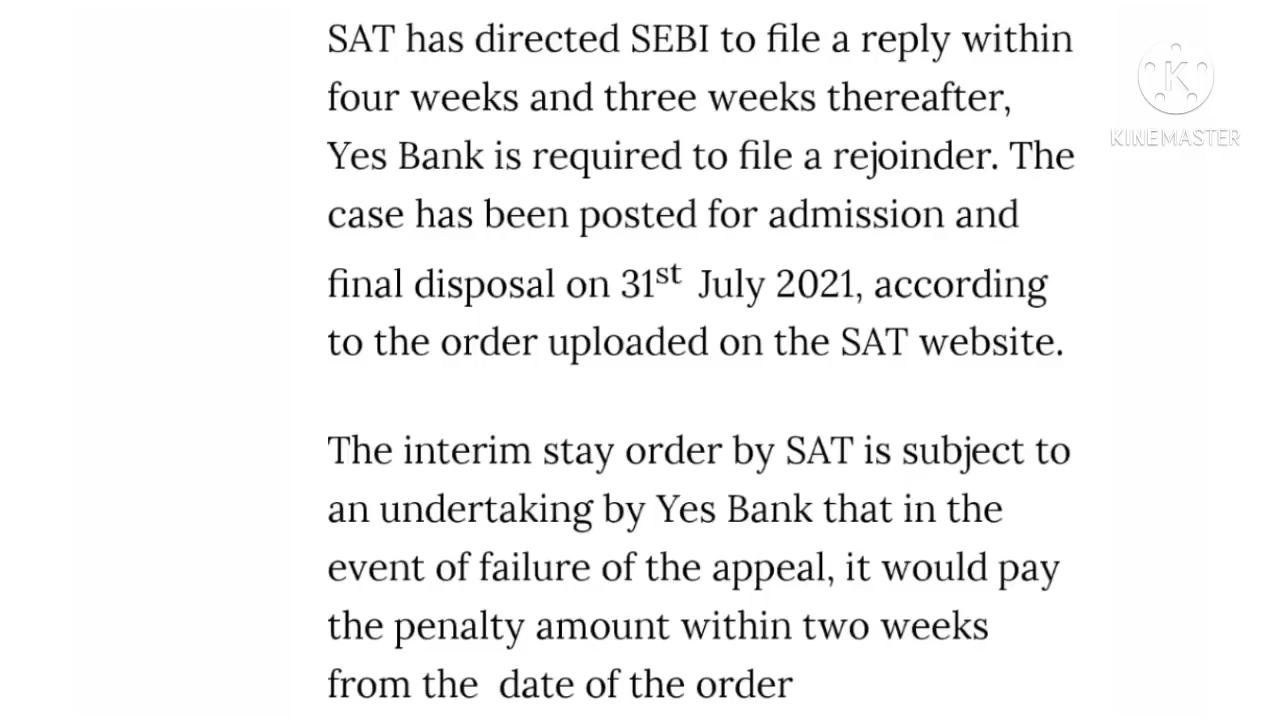 SAT has directed SEBI to file a reply within
four weeks and three weeks thereafter,
Yes Bank is required to file a rejoinder. The
case has been posted for admission and
final disposal on 31st July 2021, according
to the order uploaded on the SAT website.
The interim stay order by SAT is subject to
an undertaking by Yes Bank that in the
event of failure of the appeal, it would pay
the penalty amount within two weeks
from the date of the order
K
KINEMASTER